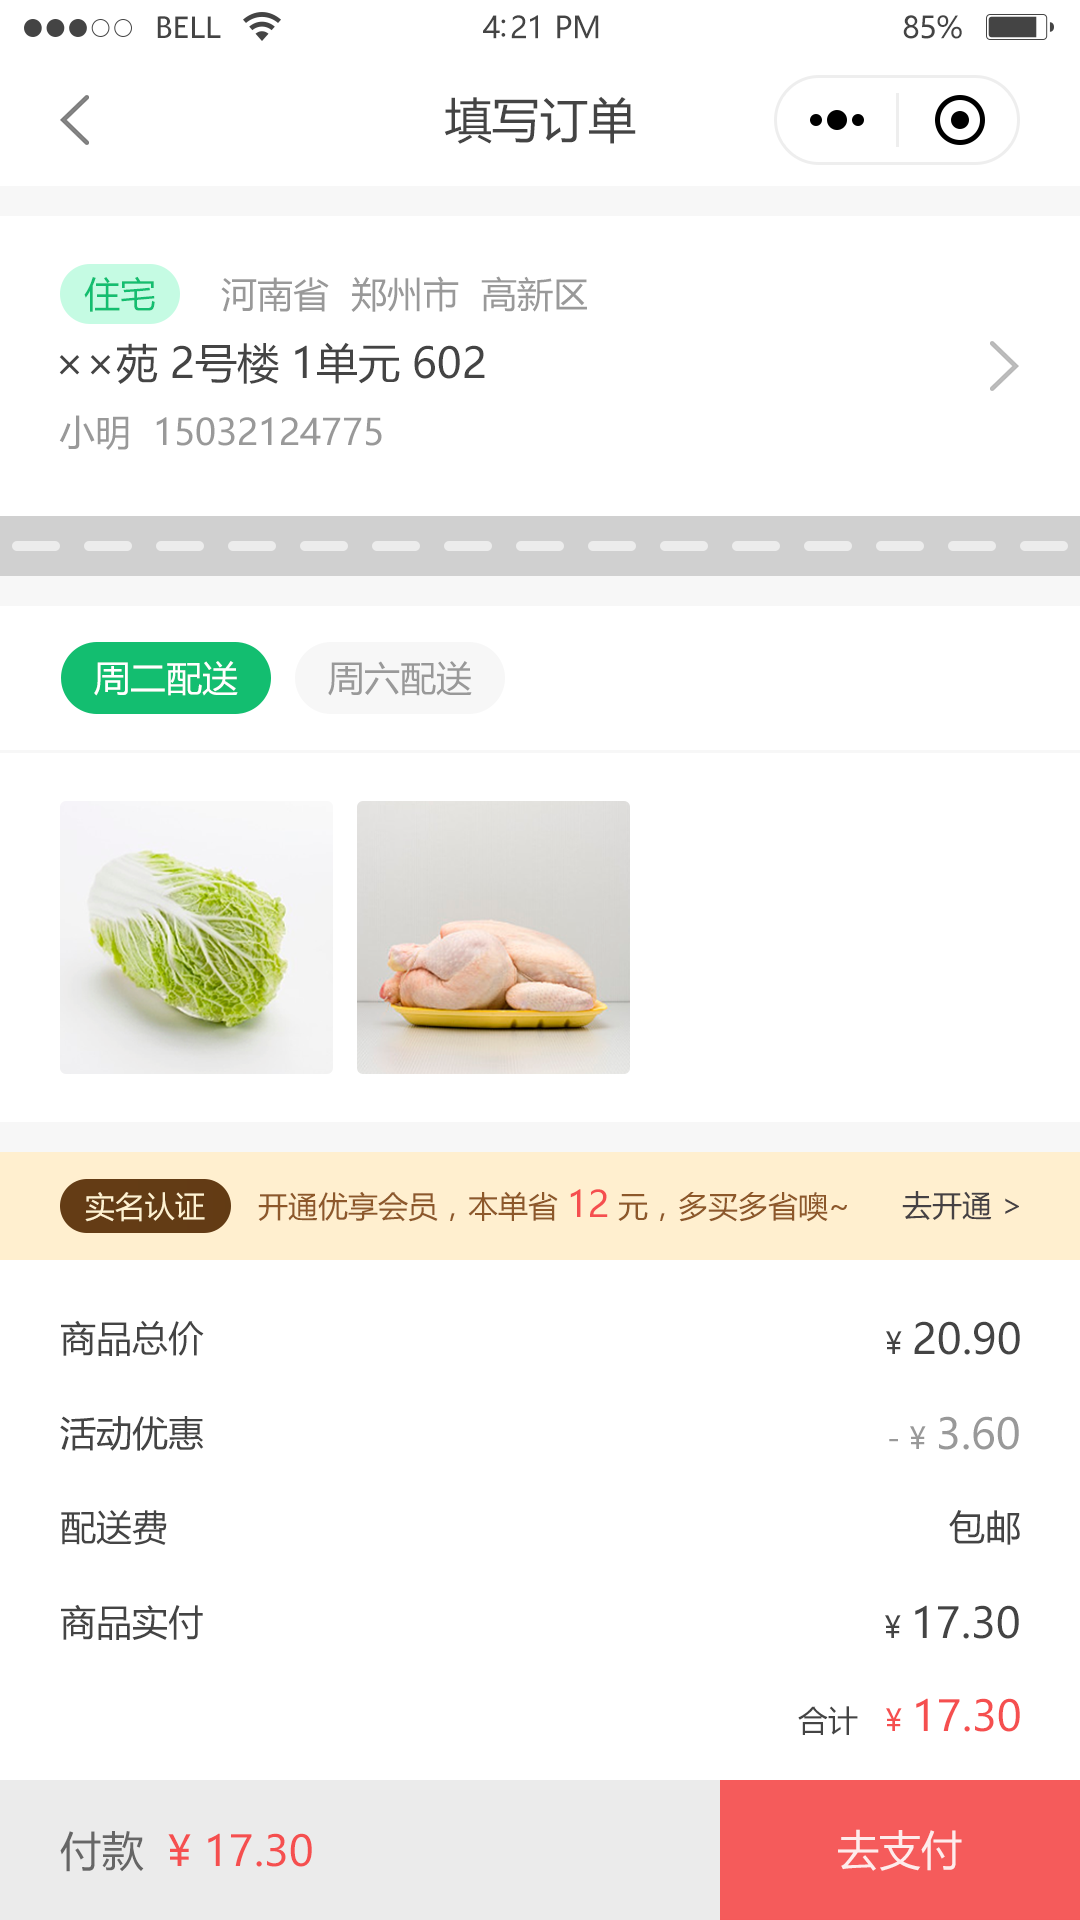 BELL 4:21 PM 85%
填写订单
住宅 河南省 郑州市 高新区
××苑 2号楼 1单元 602
小明 15032124775
周二配送 周六配送
实名认证 开通优享会员，本单省 12 元，多买多省噢~ 去开通 >
商品总价 ¥ 20.90
活动优惠 - ¥ 3.60
配送费 包邮
商品实付 ¥ 17.30
合计 ¥ 17.30
付款 ¥ 17.30 去支付